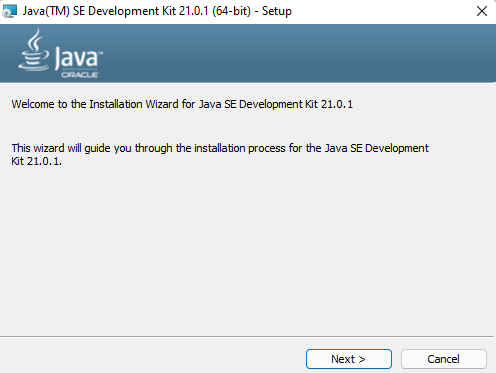 Java(TM) SE Development Kit 21.0.1 (64-bit) - Setup
Java™
ORACLE
Welcome to the Installation Wizard for Java SE Development Kit 21.0.1
This wizard will guide you through the installation process for the Java SE Development
Kit 21.0.1.
Next >
Cancel